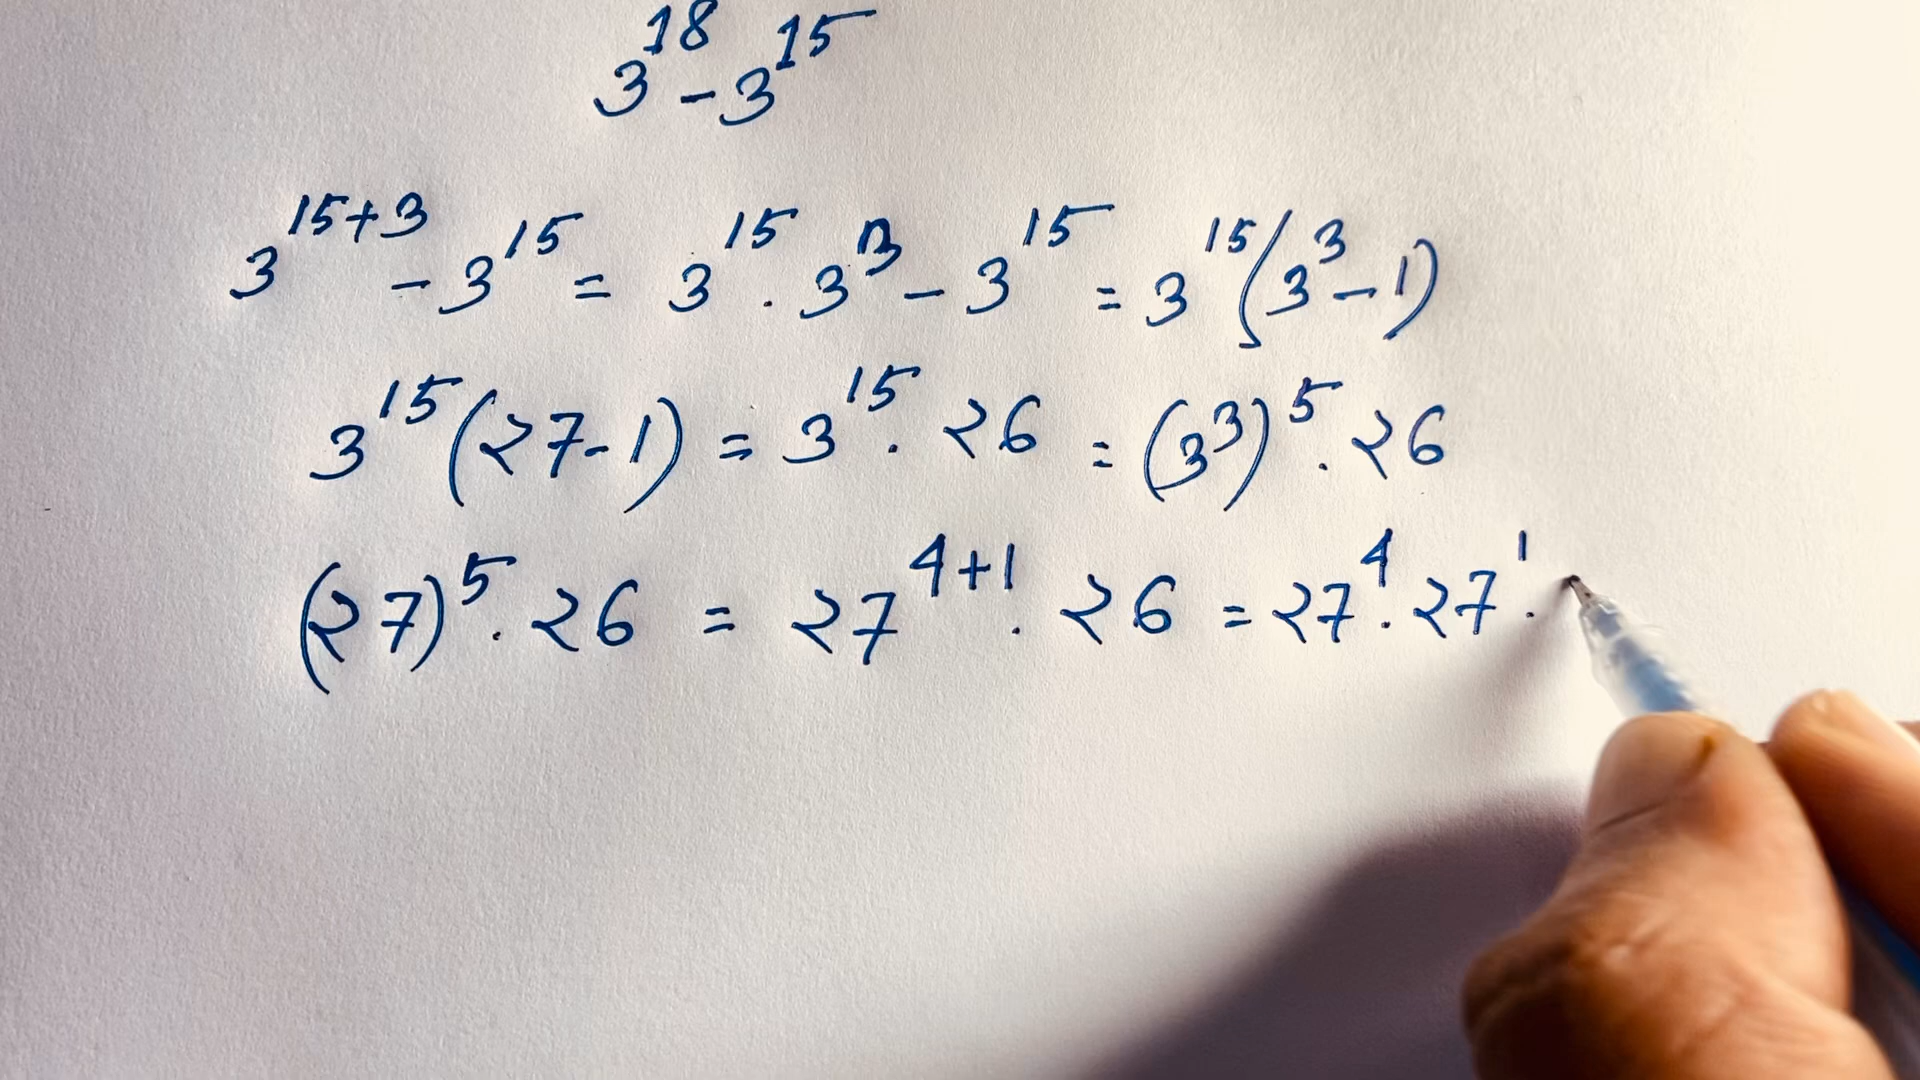 3^18 - 3^15
3^15+3 - 3^15 = 3^15 . 3^3 - 3^15 = 3^15 (3^3 - 1)
3^15 (27-1) = 3^15 . 26 = (3^3)^5 . 26
(27)^5 . 26 = 27^4+1 . 26 = 27^4 . 27^1 .